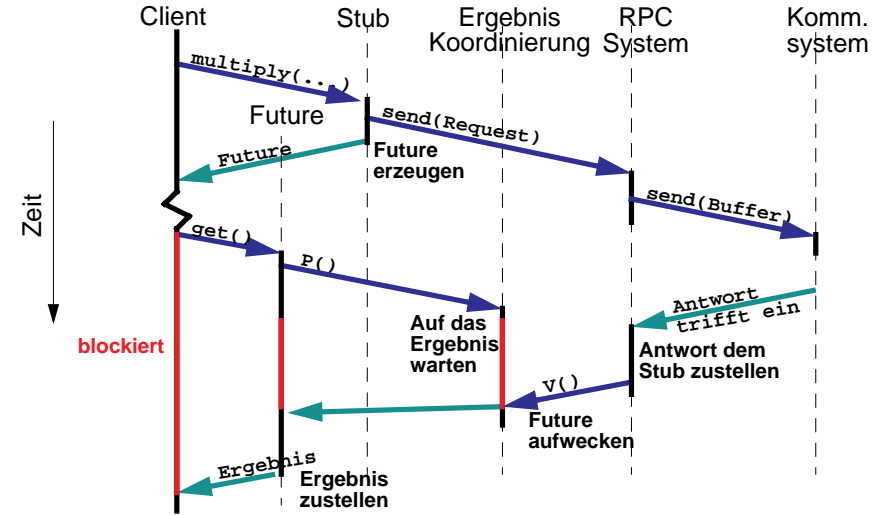 Client
Stub
Ergebnis
Koordinierung
RPC
System
Komm.
system
multiply(...)
Future
send(Request)
Future
Future
erzeugen
send(Buffer)
Zeit
get()
P()
Antwort
trifft ein
Auf das
Ergebnis
warten
blockiert
Antwort dem
Stub zustellen
V()
Future
aufwecken
Ergebnis
Ergebnis
zustellen